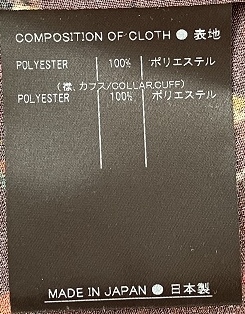 COMPOSITION OF CLOTH ● 表地
POLYESTER 100% ポリエステル
(襟、カフス/COLLAR,CUFF)
POLYESTER 100% ポリエステル
MADE IN JAPAN ● 日本製